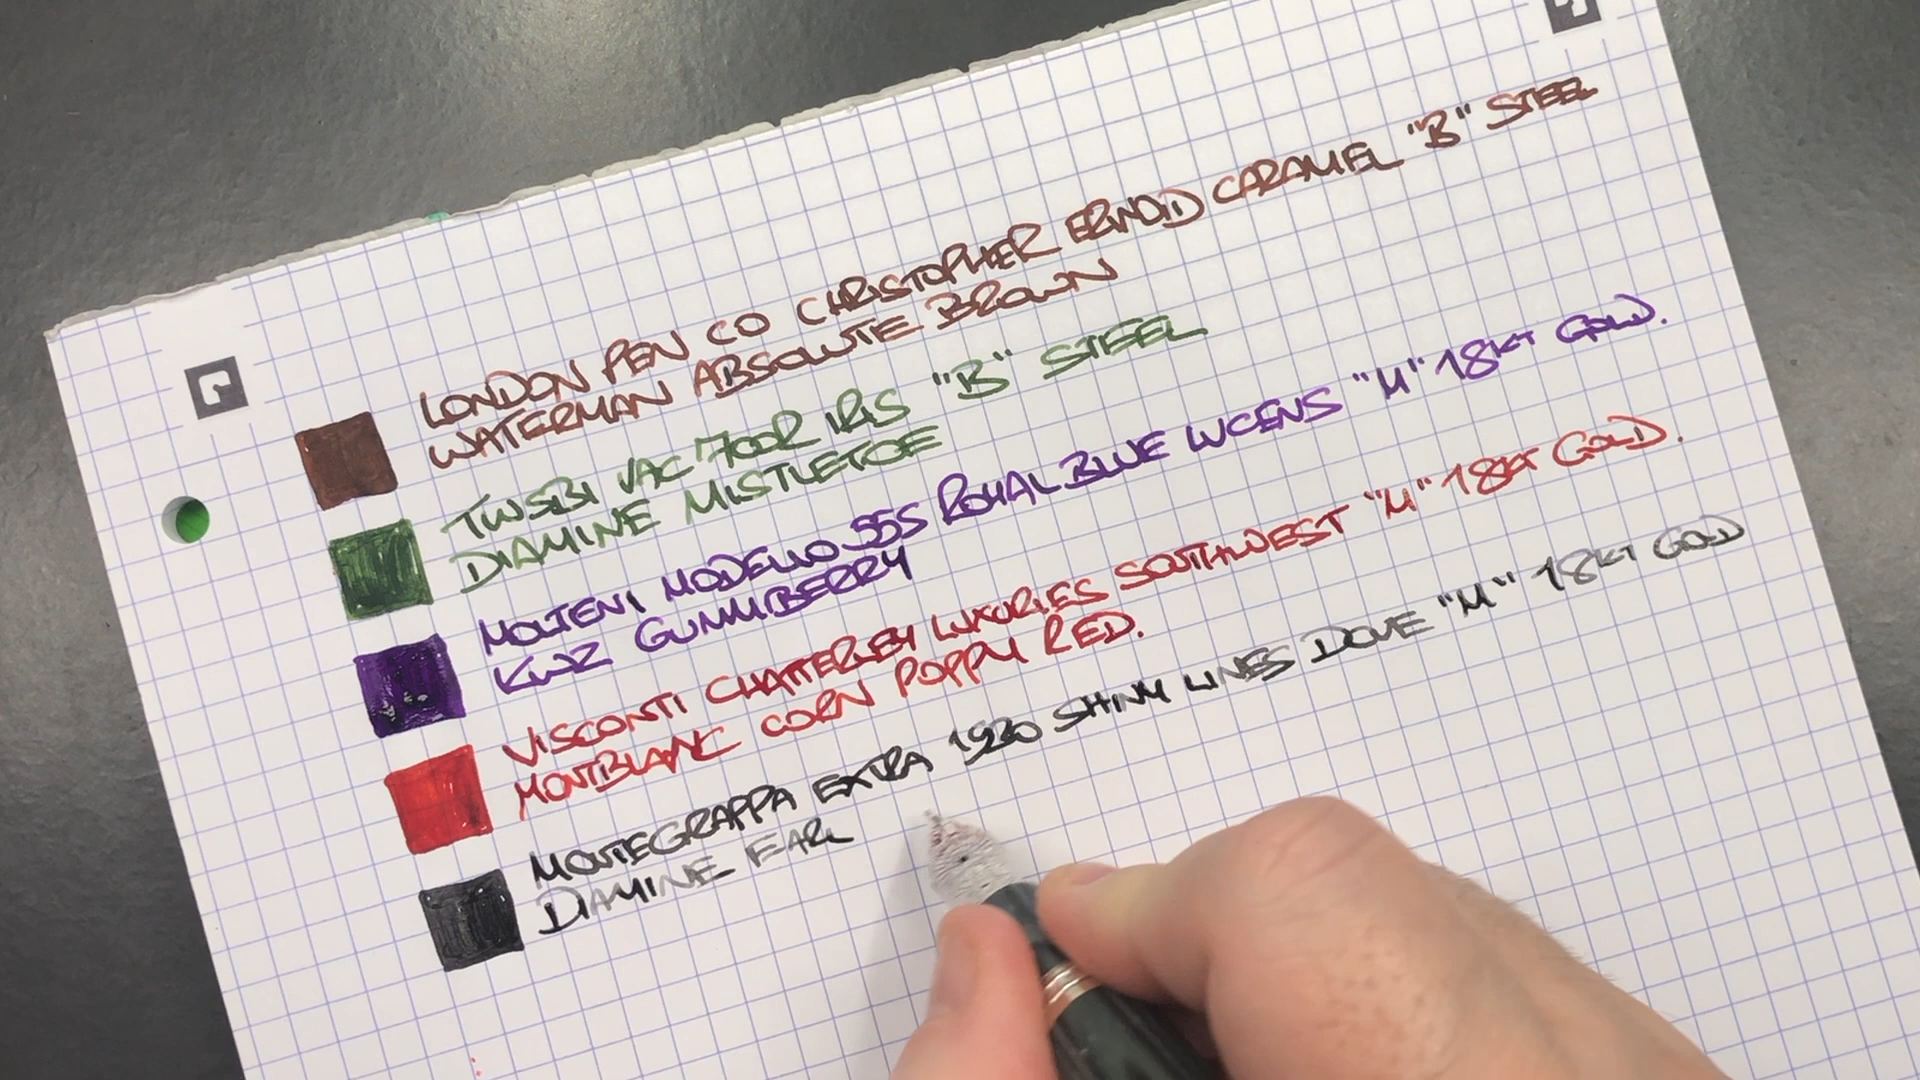 LONDON PEN CO CHRISTOPHER ERINOID CARAMEL "B" STEEL
WATERMAN ABSOLUTE BROWN
TWSBI VAC 700R IRIS "B" STEEL
DIAMINE MISTLETOE
MOLTENI MODELLO 55S ROYAL BLUE LUCENS "M" 18KT GOLD.
KWZ GUMMIBERRY
VISCONTI CHATTERLEY LUXURIES SOUTHWEST "M" 18KT GOLD.
MONTBLANC CORN POPPY RED.
MONTEGRAPPA EXTRA 1930 SHINY LINES DOVE "M" 18KT GOLD
DIAMINE EARL